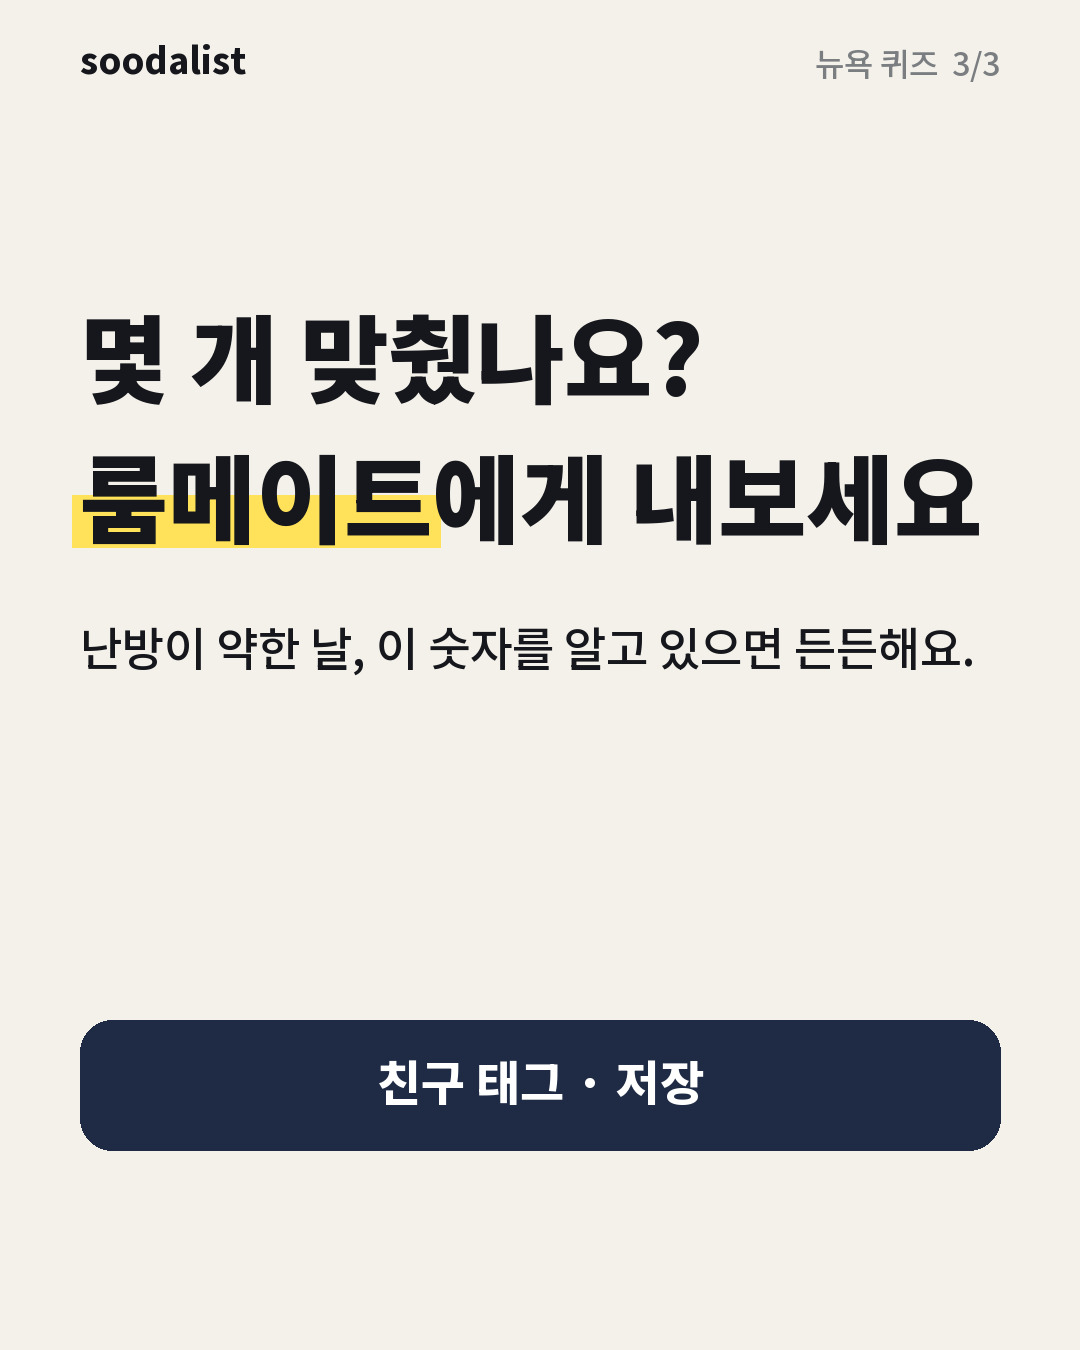 soodalist
뉴욕 퀴즈 3/3
몇 개 맞췄나요?
룸메이트에게 내보세요
난방이 약한 날, 이 숫자를 알고 있으면 든든해요.
친구 태그 · 저장